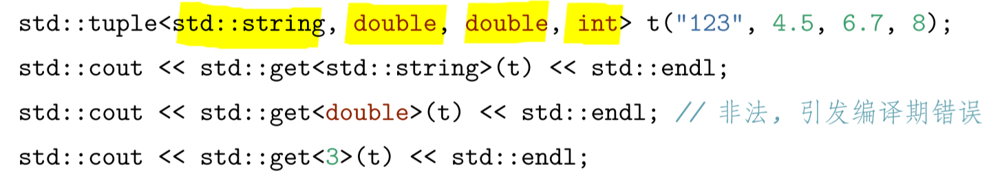 std::tuple<std::string, double, double, int> t("123", 4.5, 6.7, 8);
std::cout << std::get<std::string>(t) << std::endl;
std::cout << std::get<double>(t) << std::endl; // 非法, 引发编译期错误
std::cout << std::get<3>(t) << std::endl;